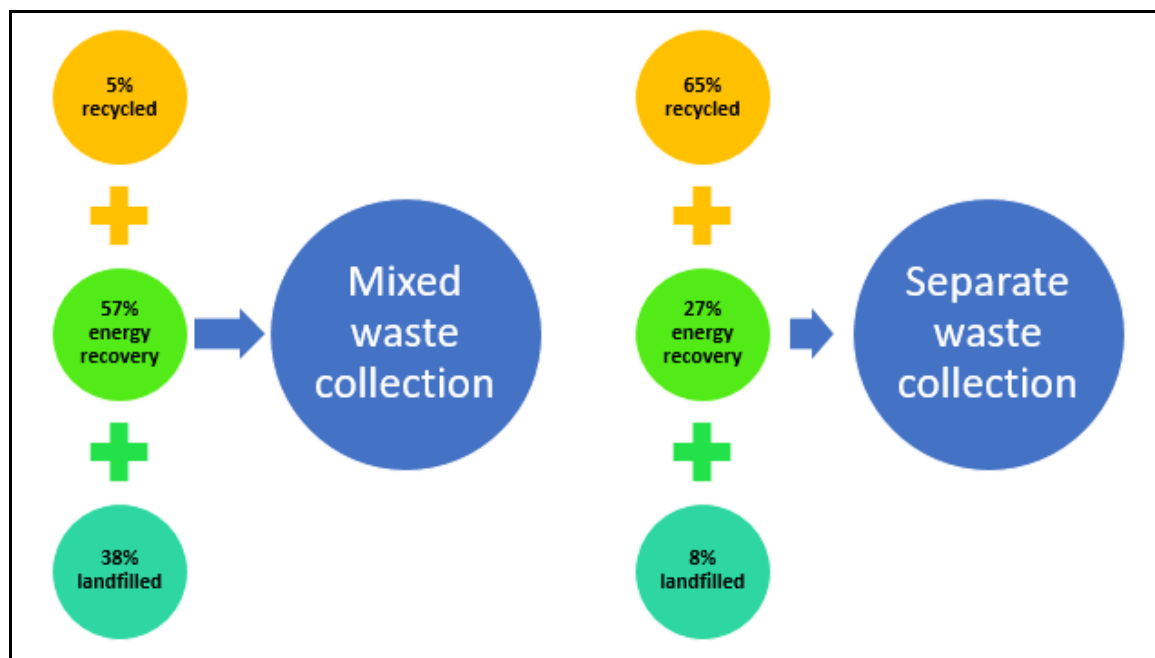 5%
recycled
57%
energy
recovery
38%
landfilled
Mixed
waste
collection
65%
recycled
27%
energy
recovery
8%
landfilled
Separate
waste
collection